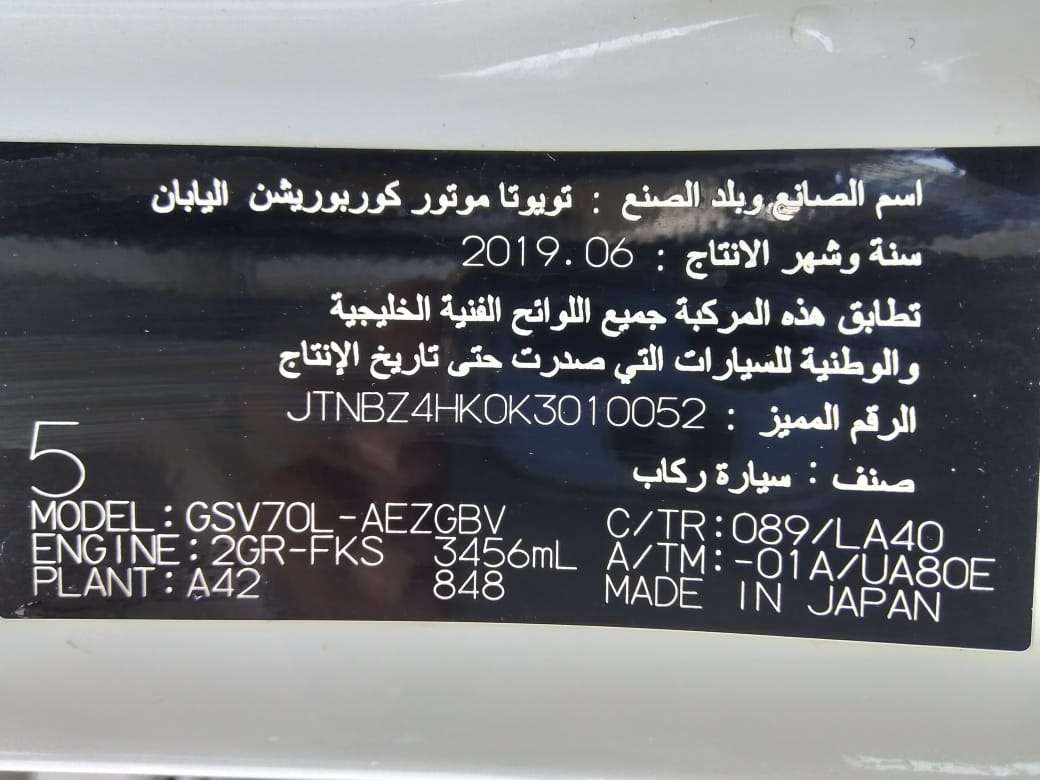 اسم الصانع وبلد الصنع : تويوتا موتور كوربوريشن اليابان
سنة وشهر الانتاج : 2019.06
تطابق هذه المركبة جميع اللوائح الفنية الخليجية
والوطنية للسيارات التي صدرت حتى تاريخ الإنتاج
الرقم المميز : JTNBZ4HK0K3010052
صنف : سيارة ركاب
5
MODEL:GSV70L-AEZGBV C/TR:089/LA40
ENGINE:2GR-FKS 3456mL A/TM:-01A/UA80E
PLANT:A42 848 MADE IN JAPAN